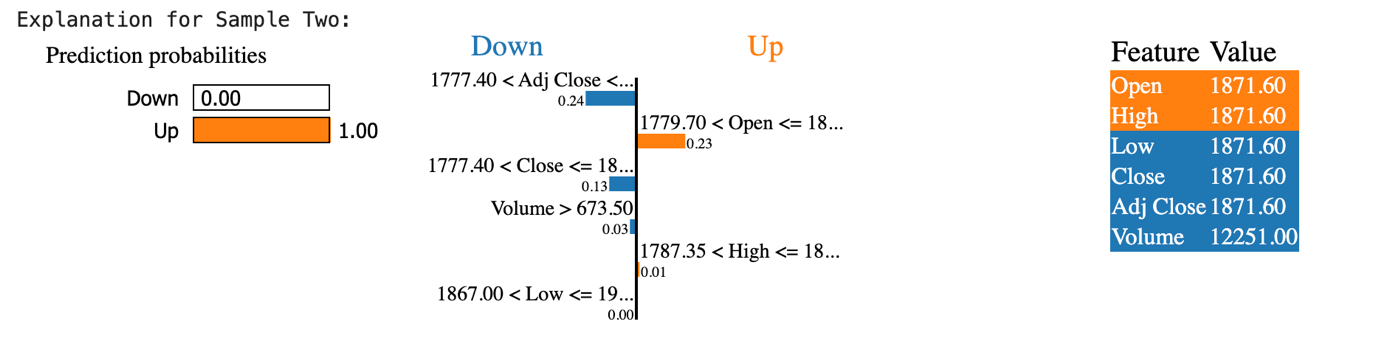 Explanation for Sample Two:
Prediction probabilities
Down 0.00
Up 1.00
Down Up
1777.40 < Adj Close <...
0.24
1779.70 < Open <= 18...
0.23
1777.40 < Close <= 18...
0.13
Volume > 673.50
0.03
1787.35 < High <= 18...
0.01
1867.00 < Low <= 19...
0.00
Feature Value
Open 1871.60
High 1871.60
Low 1871.60
Close 1871.60
Adj Close 1871.60
Volume 12251.00